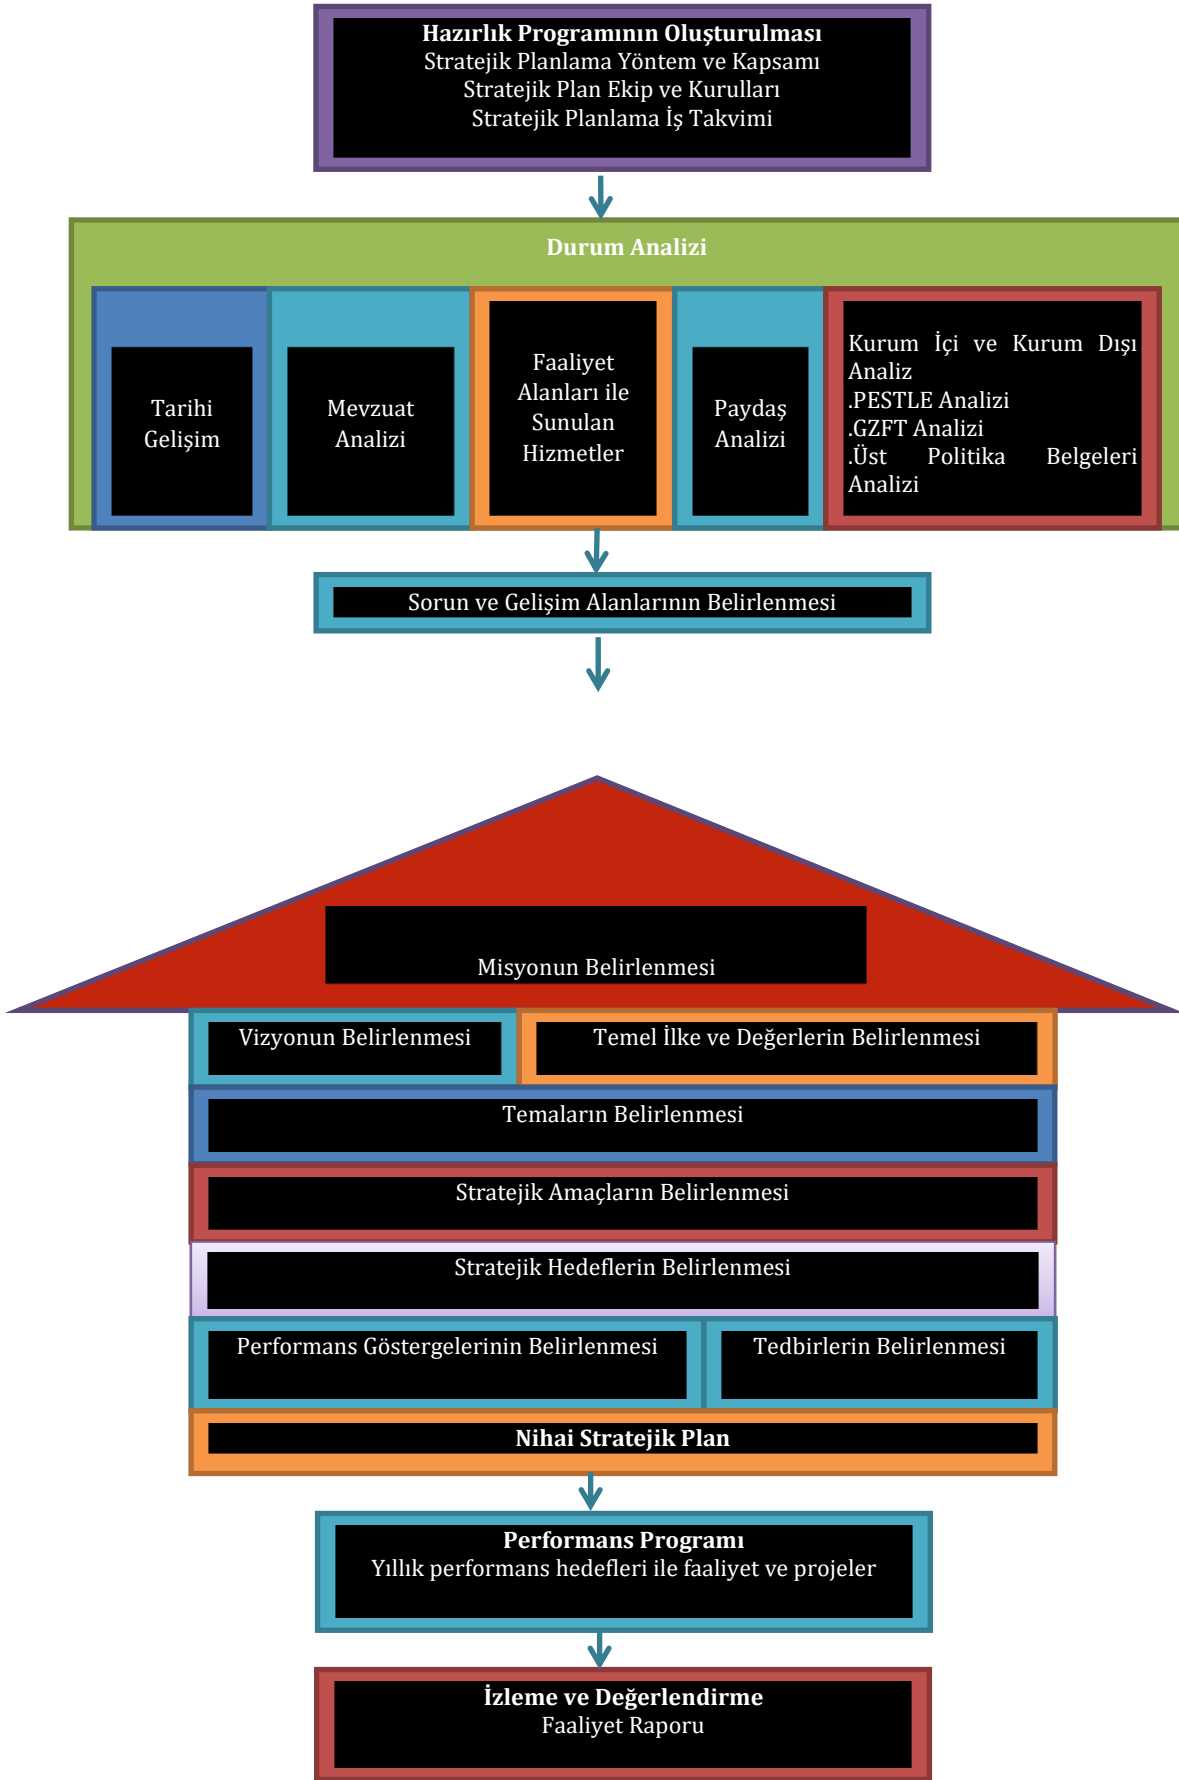 Hazırlık Programının Oluşturulması
Stratejik Planlama Yöntem ve Kapsamı
Stratejik Plan Ekip ve Kurulları
Stratejik Planlama İş Takvimi
Durum Analizi
Tarihi
Gelişim
Mevzuat
Analizi
Faaliyet
Alanları ile
Sunulan
Hizmetler
Paydaş
Analizi
Kurum İçi ve Kurum Dışı
Analiz
.PESTLE Analizi
.GZFT Analizi
.Üst Politika Belgeleri
Analizi
Sorun ve Gelişim Alanlarının Belirlenmesi
Misyonun Belirlenmesi
Vizyonun Belirlenmesi
Temel İlke ve Değerlerin Belirlenmesi
Temaların Belirlenmesi
Stratejik Amaçların Belirlenmesi
Stratejik Hedeflerin Belirlenmesi
Performans Göstergelerinin Belirlenmesi
Tedbirlerin Belirlenmesi
Nihai Stratejik Plan
Performans Programı
Yıllık performans hedefleri ile faaliyet ve projeler
İzleme ve Değerlendirme
Faaliyet Raporu